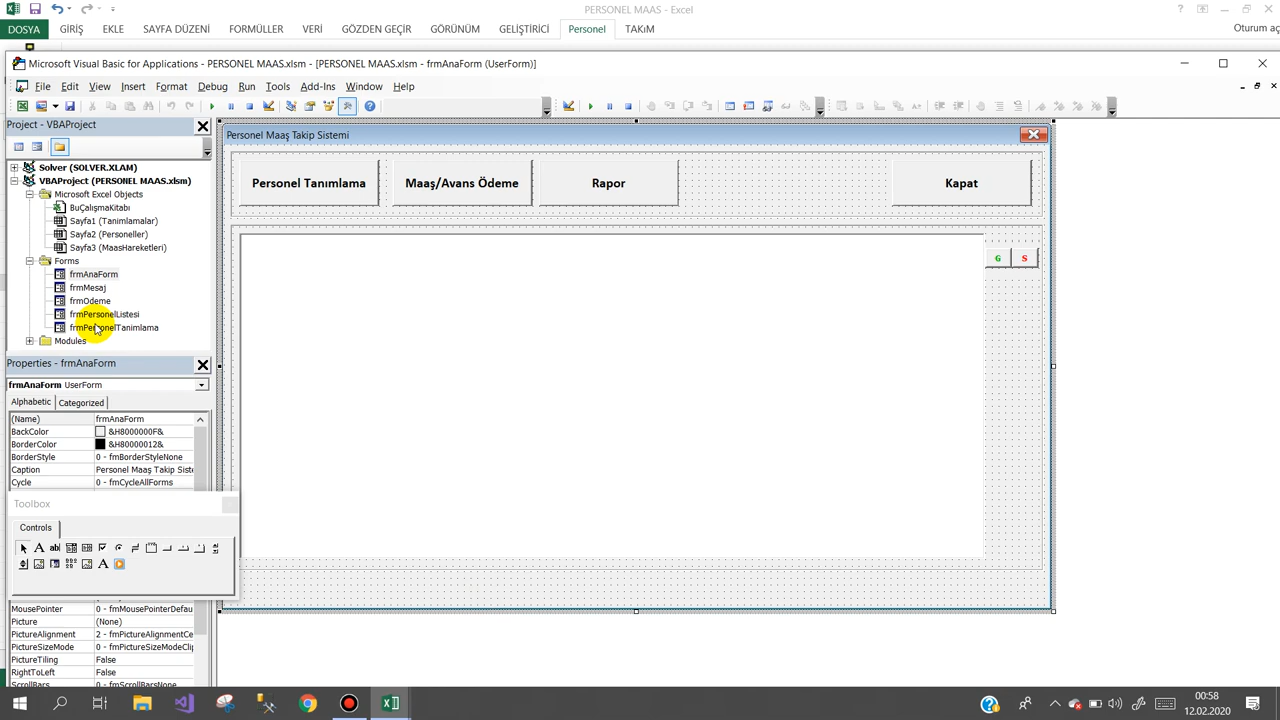 PERSONEL MAAS - Excel
DOSYA GİRİŞ EKLE SAYFA DÜZENİ FORMÜLLER VERİ GÖZDEN GEÇİR GÖRÜNÜM GELİŞTİRİCİ Personel TAKıM Oturum aç
Microsoft Visual Basic for Applications - PERSONEL MAAS.xlsm - [PERSONEL MAAS.xlsm - frmAnaForm (UserForm)]
File Edit View Insert Format Debug Run Tools Add-Ins Window Help
Project - VBAProject
Solver (SOLVER.XLAM)
VBAProject (PERSONEL MAAS.xlsm)
Microsoft Excel Objects
BuÇalışmaKitabı
Sayfa1 (Tanimlamalar)
Sayfa2 (Personeller)
Sayfa3 (MaasHareketleri)
Forms
frmAnaForm
frmMesaj
frmOdeme
frmPersonelListesi
frmPersonelTanimlama
Modules
Properties - frmAnaForm
frmAnaForm UserForm
Alphabetic Categorized
(Name) frmAnaForm
BackColor &H8000000F&
BorderColor &H80000012&
BorderStyle 0 - fmBorderStyleNone
Caption Personel Maaş Takip Siste
Cycle 0 - fmCycleAllForms
Toolbox
Controls
MousePointer 0 - fmMousePointerDefau
Picture (None)
PictureAlignment 2 - fmPictureAlignmentCe
PictureSizeMode 0 - fmPictureSizeModeClip
PictureTiling False
RightToLeft False
ScrollBars 0 - fmScrollBarsNone
Personel Maaş Takip Sistemi
Personel Tanımlama Maaş/Avans Ödeme Rapor Kapat
G S
00:58
12.02.2020